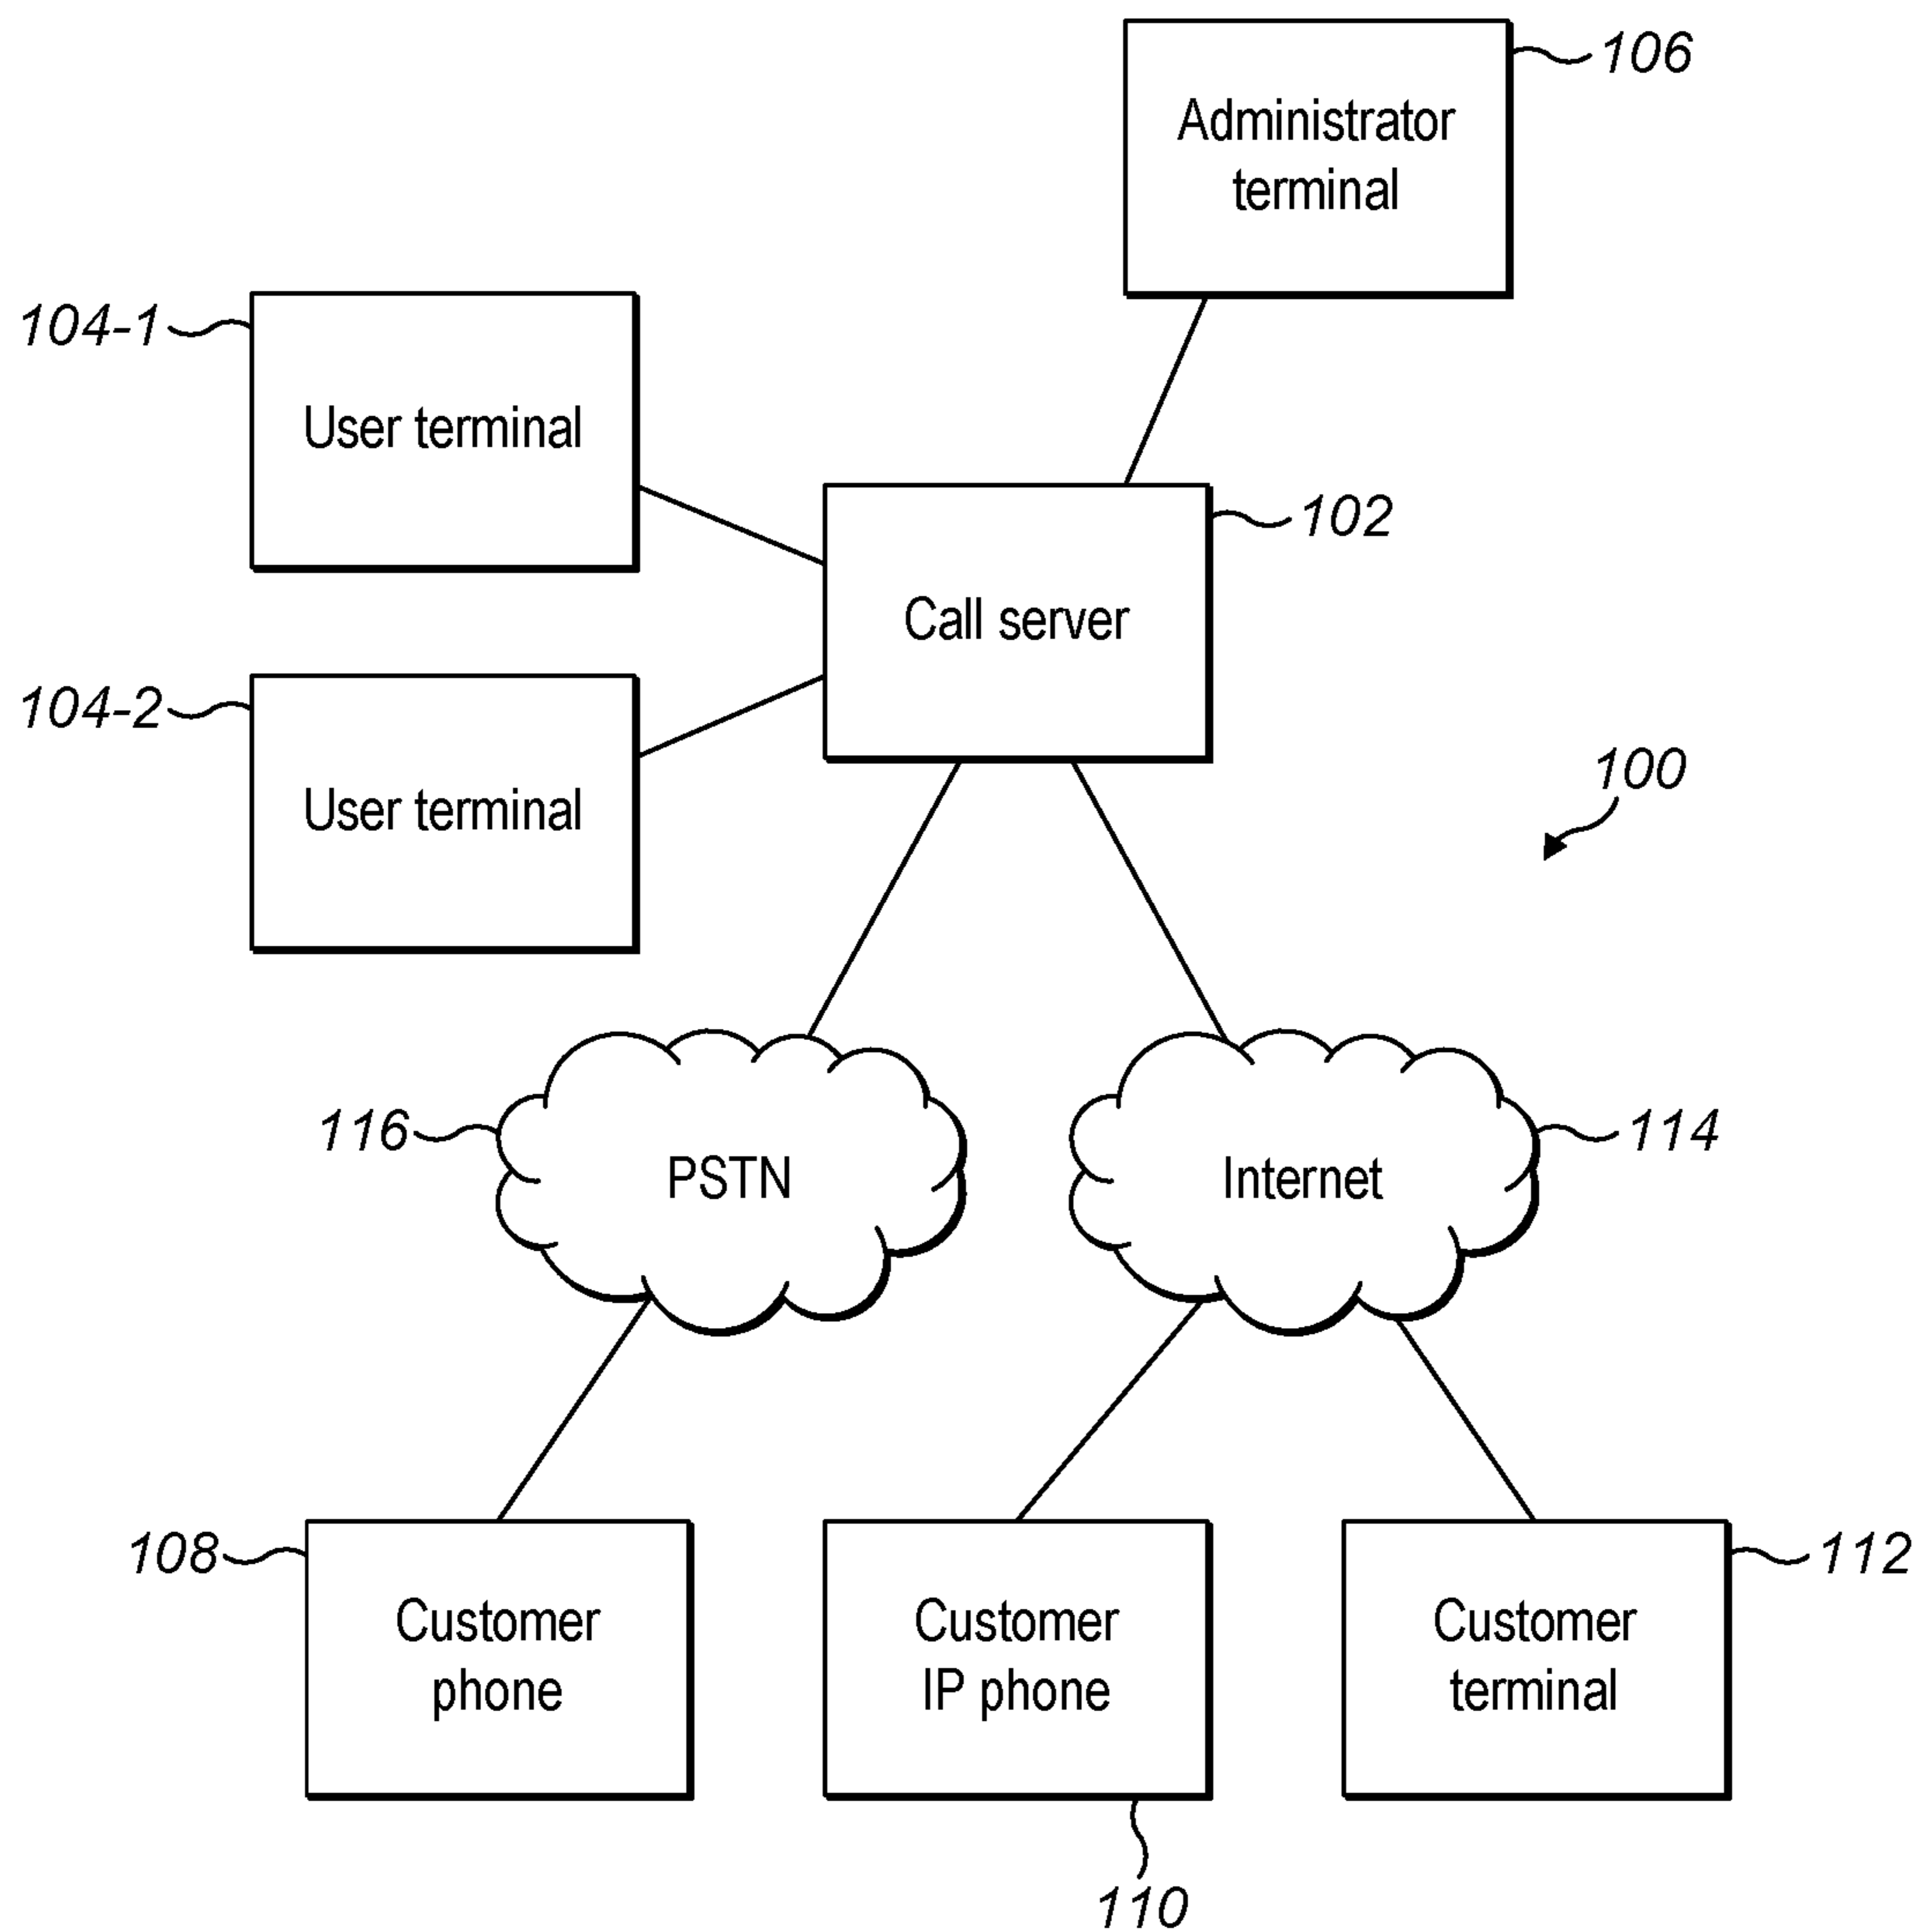 106
Administrator
terminal
104-1
User terminal
102
Call server
104-2
User terminal
100
116
PSTN
114
Internet
108
Customer
phone
Customer
IP phone
112
Customer
terminal
110